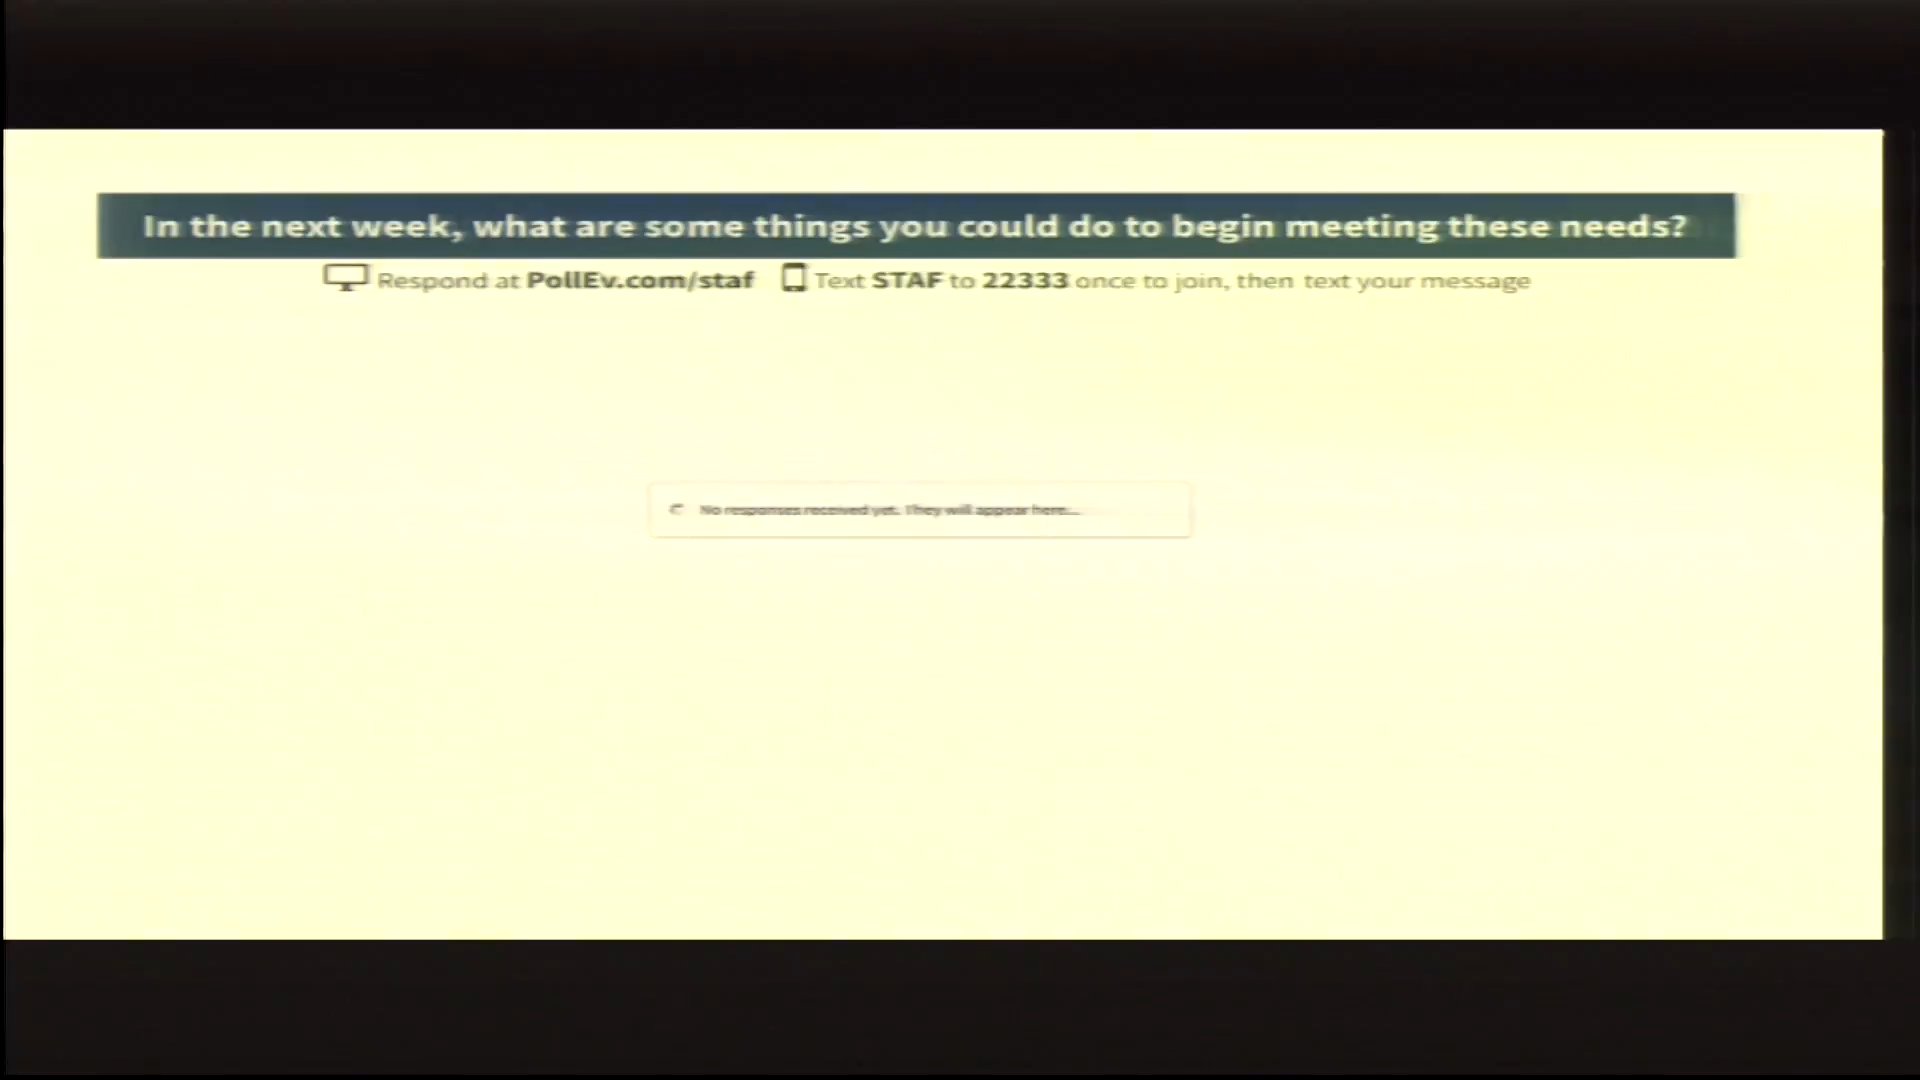 In the next week, what are some things you could do to begin meeting these needs?
Respond at PollEv.com/staf Text STAF to 22333 once to join, then text your message
No responses received yet. They will appear here...